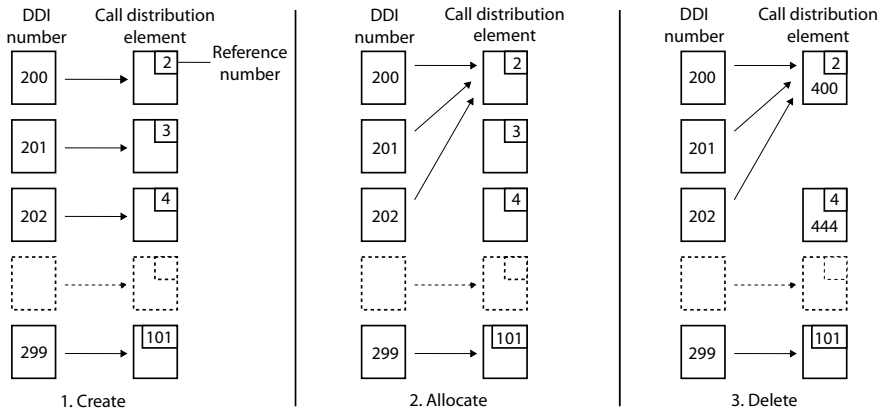 DDI number
Call distribution element
Reference number
200
2
201
3
202
4
299
101
1. Create
DDI number
Call distribution element
200
2
201
3
202
4
299
101
2. Allocate
DDI number
Call distribution element
200
2
400
201
202
4
444
299
101
3. Delete